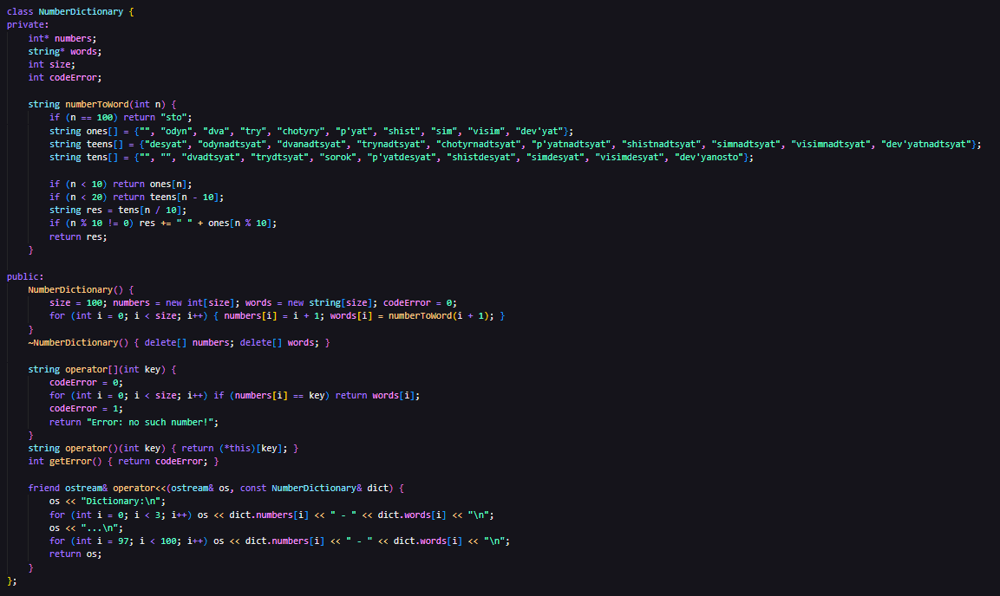 class NumberDictionary {
private:
    int* numbers;
    string* words;
    int size;
    int codeError;

    string numberToWord(int n) {
        if (n == 100) return "sto";
        string ones[] = {"", "odyn", "dva", "try", "chotyry", "p'yat", "shist", "sim", "visim", "dev'yat"};
        string teens[] = {"desyat", "odynadtsyat", "dvanadtsyat", "trynadtsyat", "chotyrnadtsyat", "p'yatnadtsyat", "shistnadtsyat", "simnadtsyat", "visimnadtsyat", "dev'yatnadtsyat"};
        string tens[] = {"", "", "dvadtsyat", "trydtsyat", "sorok", "p'yatdesyat", "shistdesyat", "simdesyat", "visimdesyat", "dev'yanosto"};

        if (n < 10) return ones[n];
        if (n < 20) return teens[n - 10];
        string res = tens[n / 10];
        if (n % 10 != 0) res += " " + ones[n % 10];
        return res;
    }

public:
    NumberDictionary() {
        size = 100; numbers = new int[size]; words = new string[size]; codeError = 0;
        for (int i = 0; i < size; i++) { numbers[i] = i + 1; words[i] = numberToWord(i + 1); }
    }
    ~NumberDictionary() { delete[] numbers; delete[] words; }

    string operator[](int key) {
        codeError = 0;
        for (int i = 0; i < size; i++) if (numbers[i] == key) return words[i];
        codeError = 1;
        return "Error: no such number!";
    }
    string operator()(int key) { return (*this)[key]; }
    int getError() { return codeError; }

    friend ostream& operator<<(ostream& os, const NumberDictionary& dict) {
        os << "Dictionary:\n";
        for (int i = 0; i < 3; i++) os << dict.numbers[i] << " - " << dict.words[i] << "\n";
        os << "...\n";
        for (int i = 97; i < 100; i++) os << dict.numbers[i] << " - " << dict.words[i] << "\n";
        return os;
    }
};